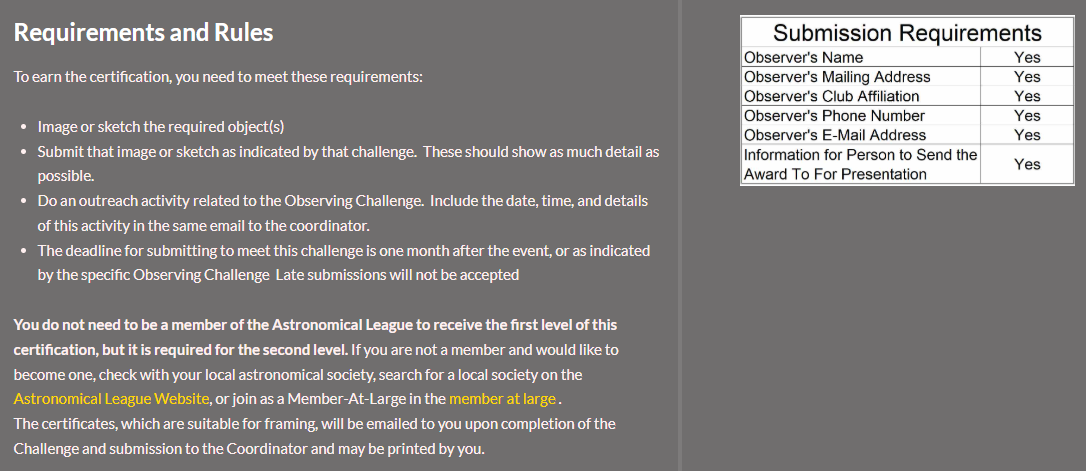 Requirements and Rules
To earn the certification, you need to meet these requirements:
• Image or sketch the required object(s)
• Submit that image or sketch as indicated by that challenge.  These should show as much detail as
possible.
• Do an outreach activity related to the Observing Challenge.  Include the date, time, and details
of this activity in the same email to the coordinator.
• The deadline for submitting to meet this challenge is one month after the event, or as indicated
by the specific Observing Challenge  Late submissions will not be accepted
You do not need to be a member of the Astronomical League to receive the first level of this
certification, but it is required for the second level. If you are not a member and would like to
become one, check with your local astronomical society, search for a local society on the
Astronomical League Website, or join as a Member-At-Large in the member at large .
The certificates, which are suitable for framing, will be emailed to you upon completion of the
Challenge and submission to the Coordinator and may be printed by you.
Submission Requirements
Observer's Name Yes
Observer's Mailing Address Yes
Observer's Club Affiliation Yes
Observer's Phone Number Yes
Observer's E-Mail Address Yes
Information for Person to Send the
Award To For Presentation Yes